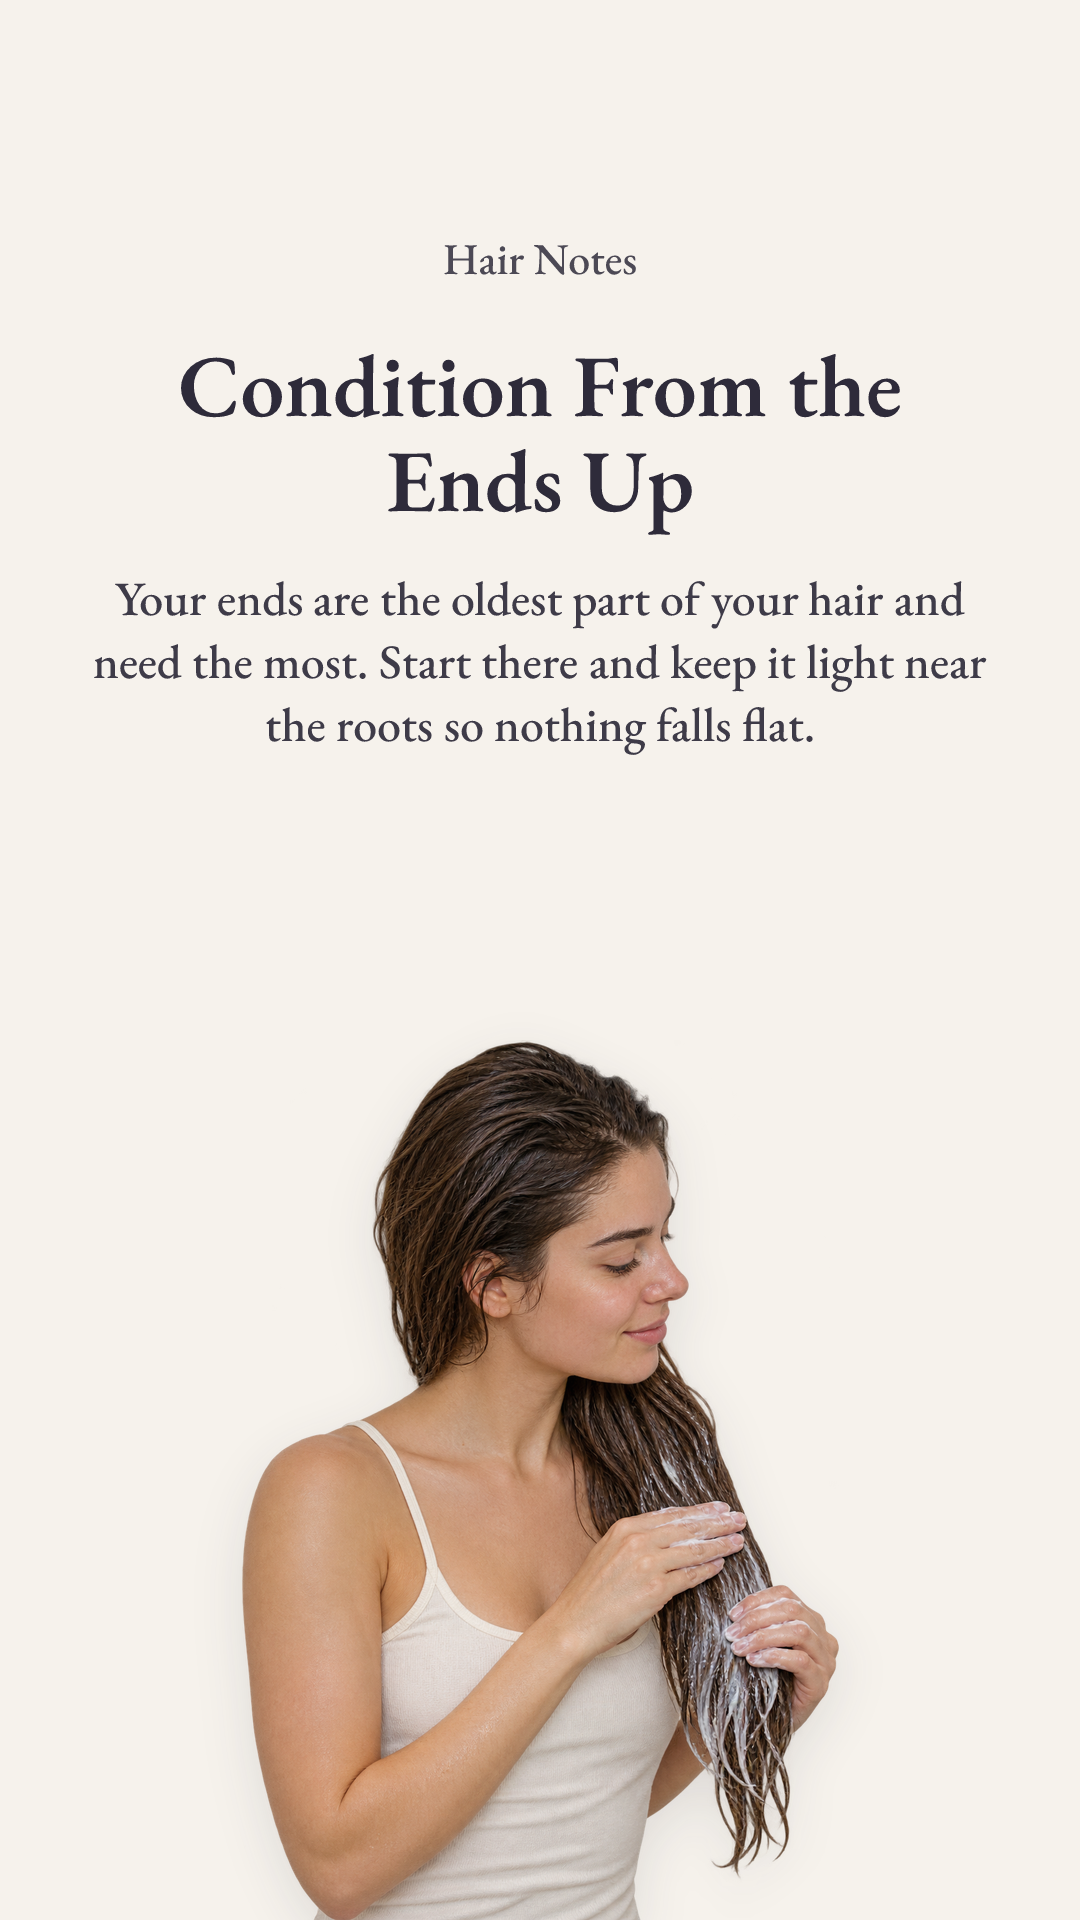 Hair Notes
Condition From the
Ends Up
Your ends are the oldest part of your hair and
need the most. Start there and keep it light near
the roots so nothing falls flat.